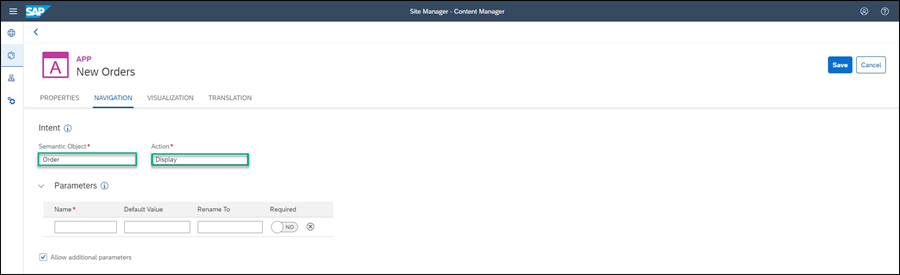 SAP Site Manager - Content Manager
A APP
New Orders
Save Cancel
PROPERTIES NAVIGATION VISUALIZATION TRANSLATION
Intent
Semantic Object* Action*
Order Display
Parameters
Name* Default Value Rename To Required
NO
Allow additional parameters